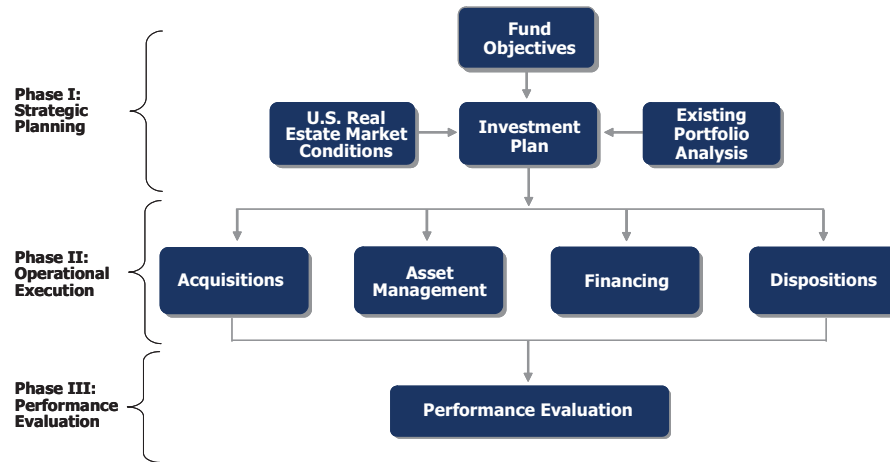 Fund
Objectives
Phase I:
Strategic
Planning
U.S. Real
Estate Market
Conditions
Investment
Plan
Existing
Portfolio
Analysis
Phase II:
Operational
Execution
Acquisitions
Asset
Management
Financing
Dispositions
Phase III:
Performance
Evaluation
Performance Evaluation